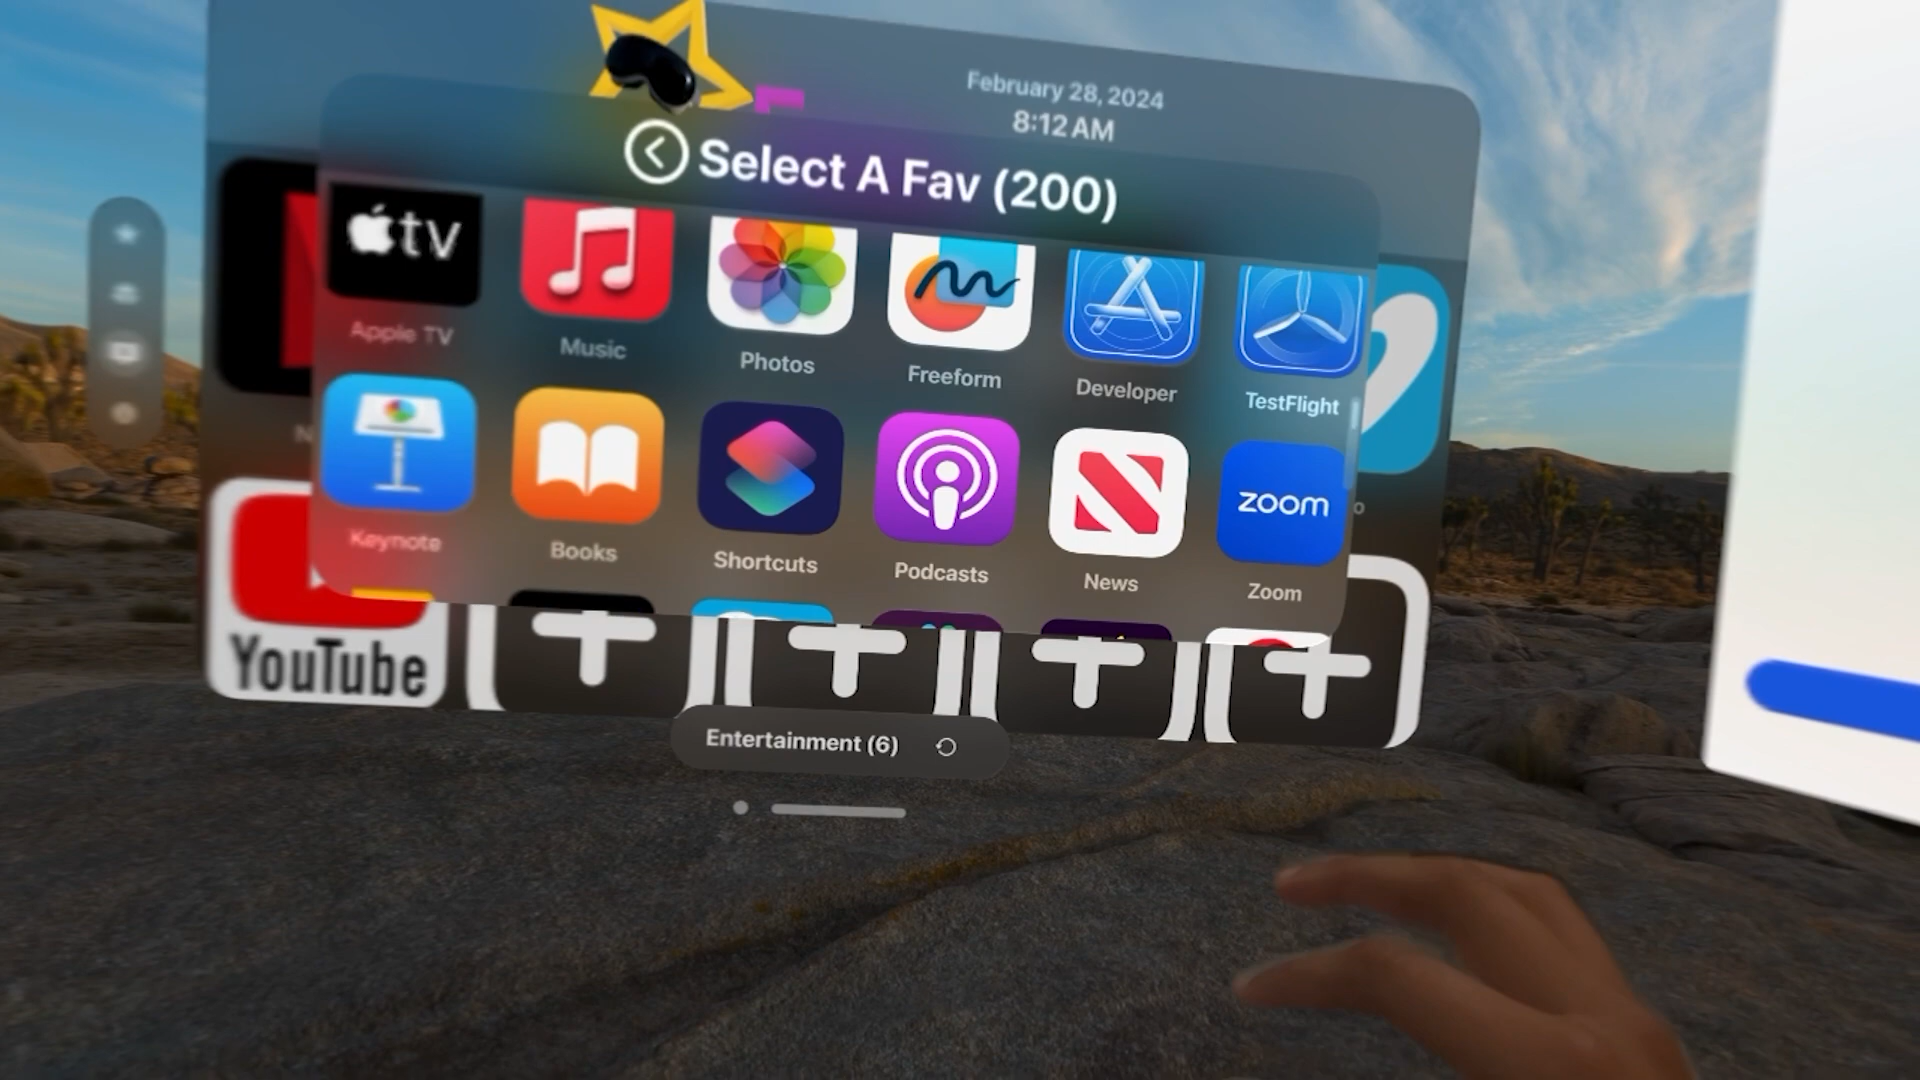 February 28, 2024
8:12 AM
Select A Fav (200)
tv
Apple TV
Music
Photos
Freeform
Developer
TestFlight
zoom
Keynote
Books
Shortcuts
Podcasts
News
Zoom
YouTube
Entertainment (6)